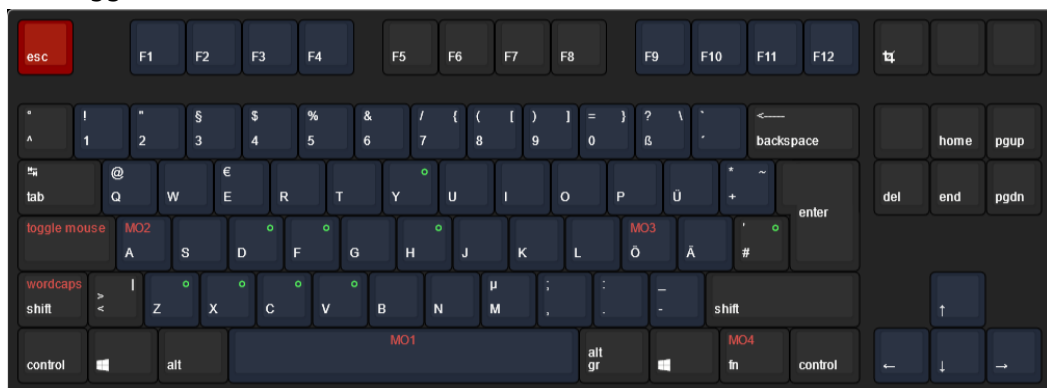 esc F1 F2 F3 F4 F5 F6 F7 F8 F9 F10 F11 F12
° ! " § $ % & / { ( [ ) ] = } ? \ ` <-----
^ 1 2 3 4 5 6 7 8 9 0 ß ´ backspace home pgup
@ € * ~
tab Q W E R T Y U I O P Ü + enter del end pgdn
toggle mouse MO2 MO3 '
A S D F G H J K L Ö Ä #
wordcaps > | µ ; : _
shift < Z X C V B N M , . - shift ↑
MO1 MO4
control alt alt gr fn control ← ↓ →